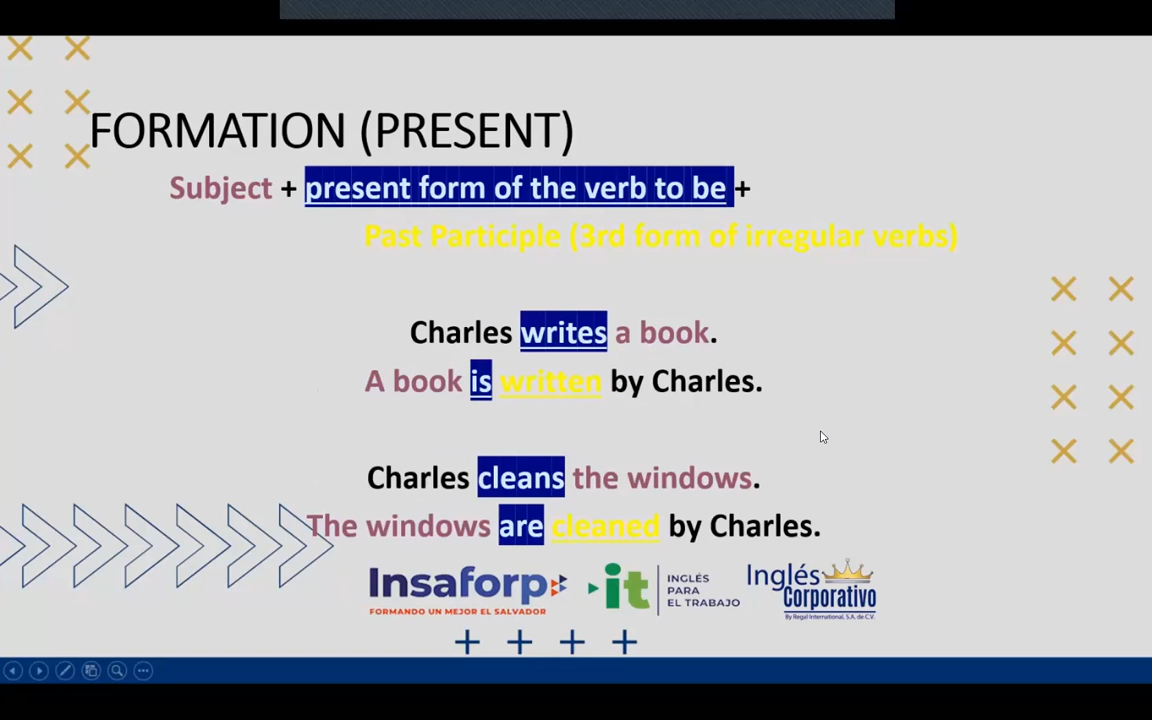 FORMATION (PRESENT)
Subject + present form of the verb to be +
Past Participle (3rd form of irregular verbs)
Charles writes a book.
A book is written by Charles.
Charles cleans the windows.
The windows are cleaned by Charles.
Insaforp
FORMANDO UN MEJOR EL SALVADOR
it
INGLÉS
PARA
EL TRABAJO
Inglés
Corporativo
By Regal International, S.A. de C.V.